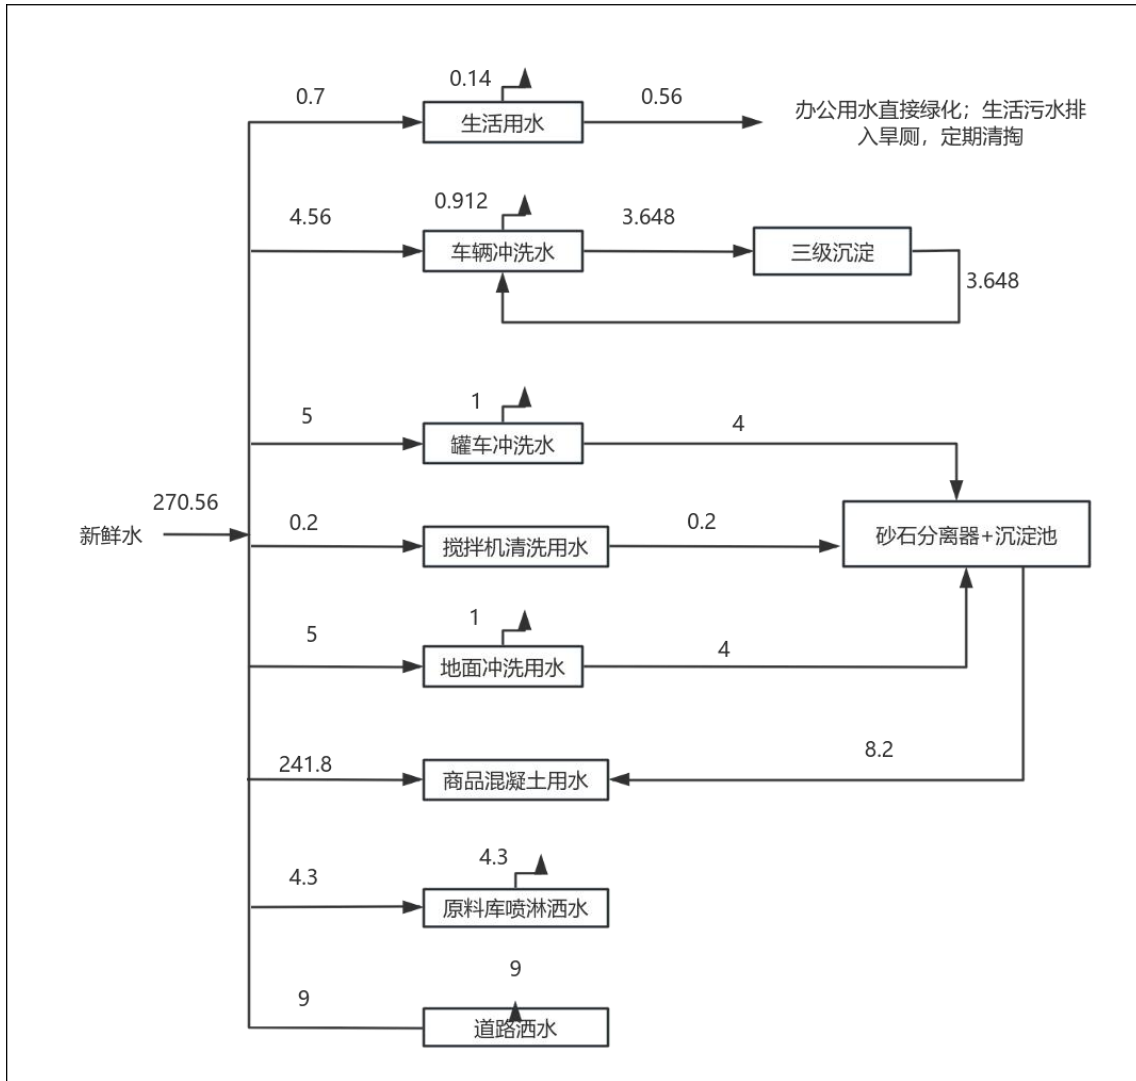 0.14
0.7
0.56
生活用水
办公用水直接绿化；生活污水排
入旱厕，定期清掏
0.912
4.56
3.648
车辆冲洗水
三级沉淀
3.648
1
5
4
罐车冲洗水
270.56
新鲜水
0.2
0.2
搅拌机清洗用水
砂石分离器+沉淀池
1
5
4
地面冲洗用水
241.8
8.2
商品混凝土用水
4.3
4.3
原料库喷淋洒水
9
9
道路洒水